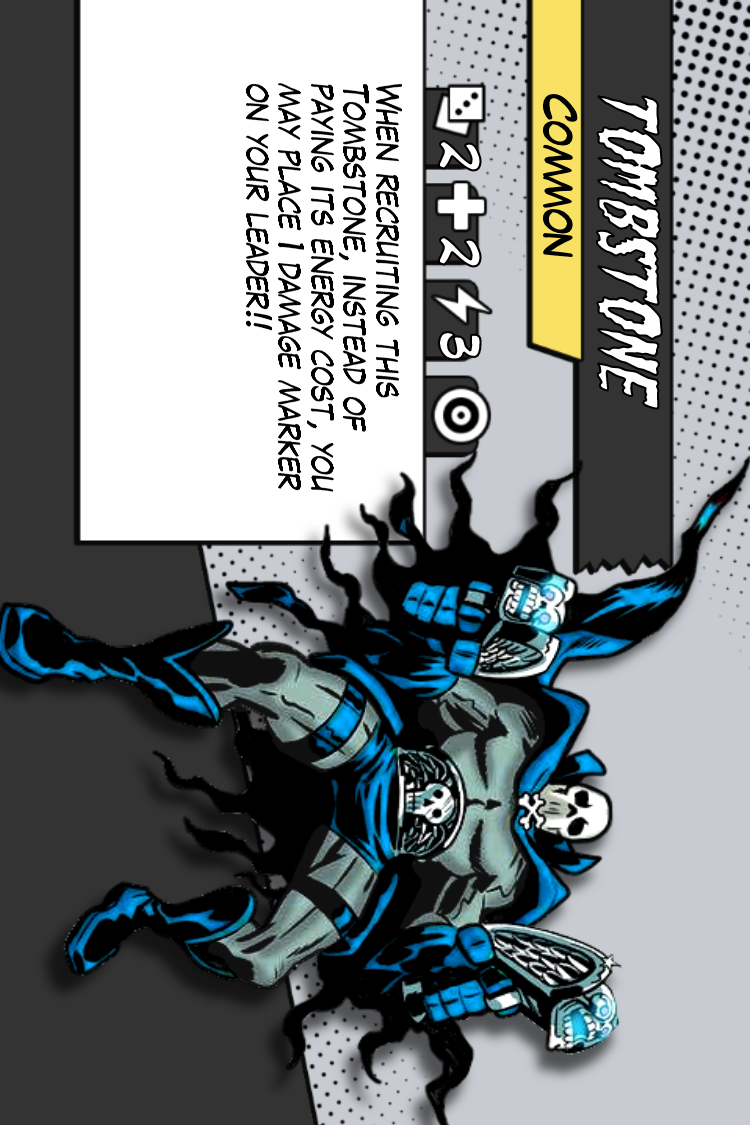 TOMBSTONE
COMMON
2 2 3
WHEN RECRUITING THIS
TOMBSTONE, INSTEAD OF
PAYING ITS ENERGY COST, YOU
MAY PLACE 1 DAMAGE MARKER
ON YOUR LEADER!!